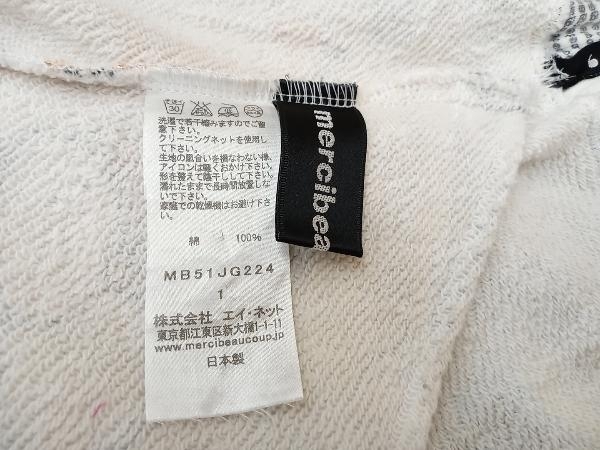 洗濯で若干縮みますのでご留
意下さい。
クリーニングネットを使用し
て下さい。
生地の風合いを損なわない様、
アイロンは軽くおかけ下さい。
形を整えて陰干しして下さい。
濡れたままで長時間放置しな
いで下さい。
家庭での乾燥機はお避け下さ
い。
綿 100%
MB51JG224
1
株式会社 エイ・ネット
東京都江東区新大橋1-1-11
www.mercibeaucoup.jp
日本製
mercibea